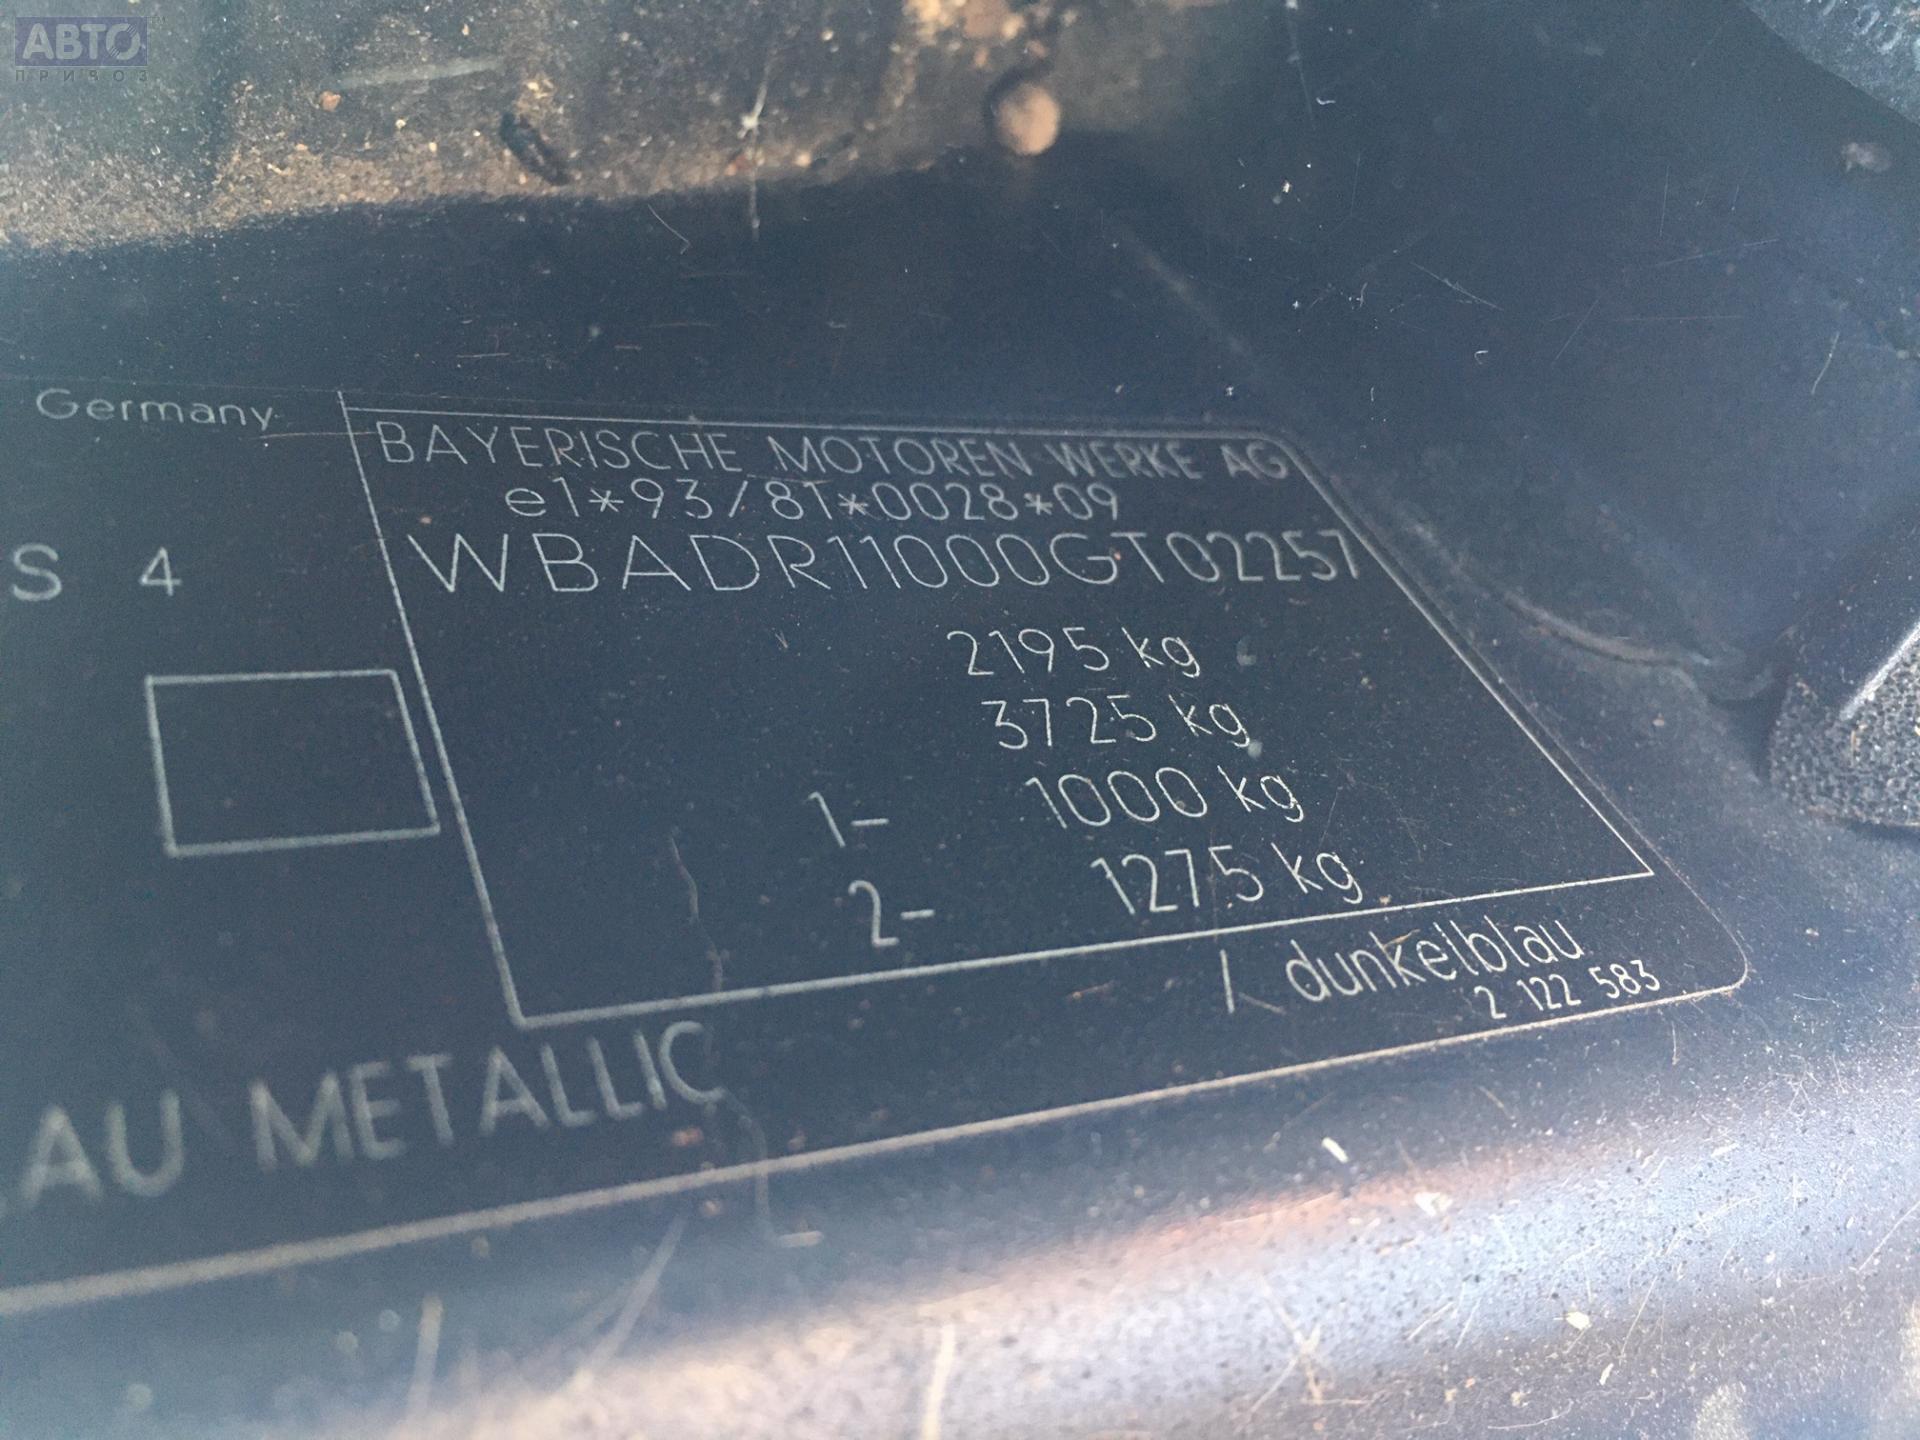 АВТО
ПРИВОЗ
Germany
BAYERISCHE MOTOREN WERKE AG
e1*93/81*0028*09
S 4
WBADR11000GT02257
2195 kg
3725 kg
1- 1000 kg
2- 1275 kg
/ dunkelblau
2 122 583
AU METALLIC